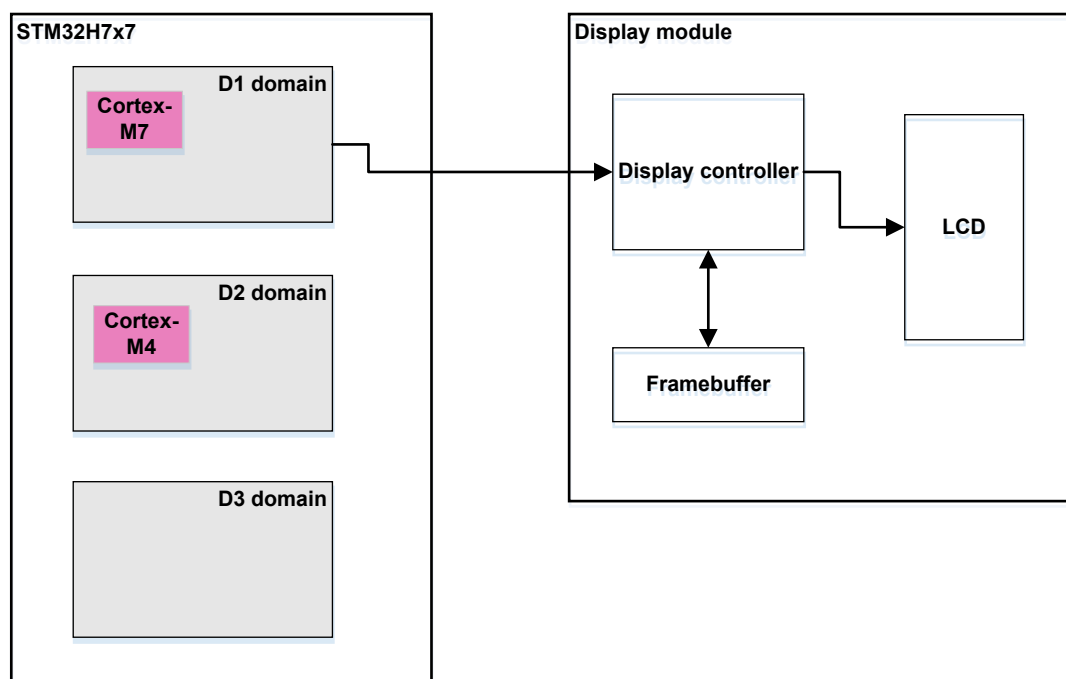 STM32H7x7
D1 domain
Cortex-
M7
D2 domain
Cortex-
M4
D3 domain
Display module
Display controller
LCD
Framebuffer